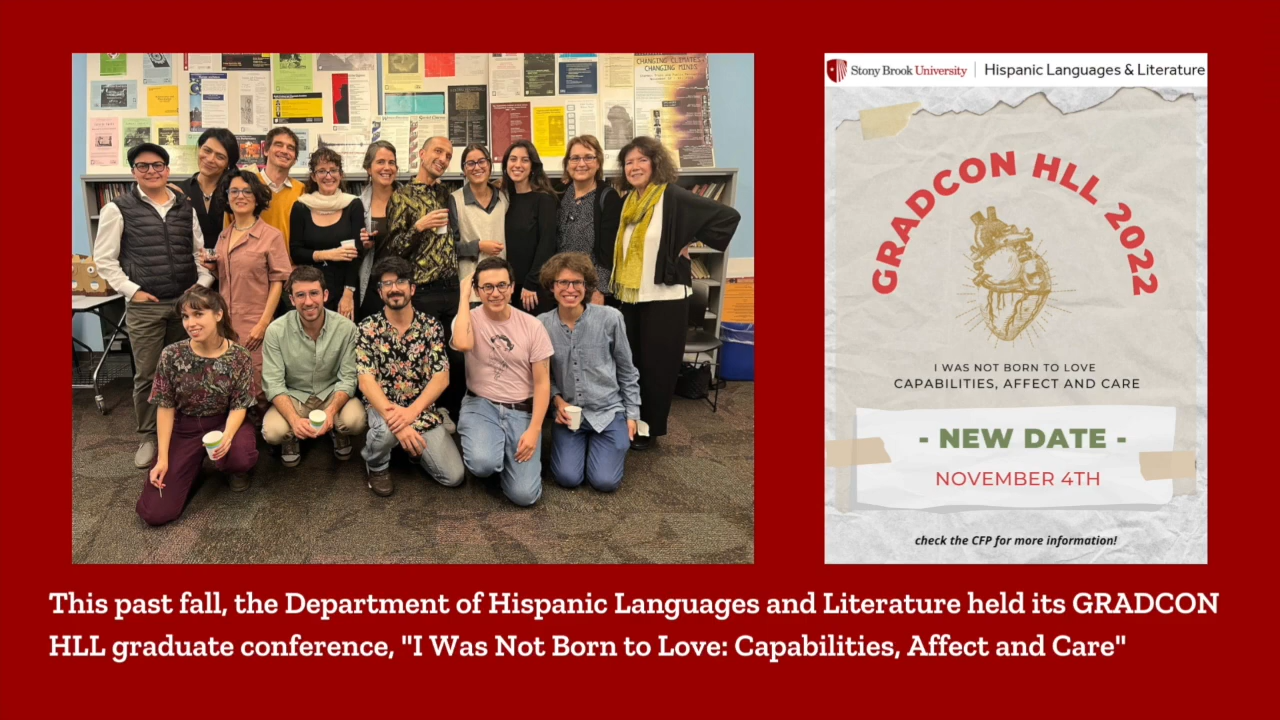 CHANGING CLIMATES,
CHANGING MINDS
Stony Brook University | Hispanic Languages & Literature
GRADCON HLL 2022
I WAS NOT BORN TO LOVE
CAPABILITIES, AFFECT AND CARE
- NEW DATE -
NOVEMBER 4TH
check the CFP for more information!
This past fall, the Department of Hispanic Languages and Literature held its GRADCON
HLL graduate conference, "I Was Not Born to Love: Capabilities, Affect and Care"